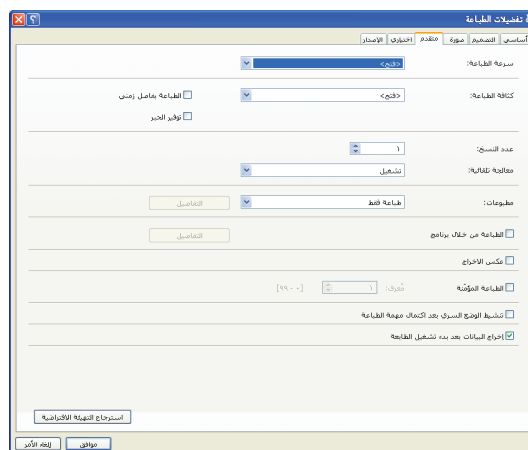 تفضيلات الطباعة
أساسي التصميم صورة متقدم اختياري الإصدار
سرعة الطباعة: <فتح>
كثافة الطباعة: <فتح> الطباعة بفاصل زمني
توفير الحبر
عدد النسخ: ١
معالجة تلقائية: تشغيل
مطبوعات: طباعة فقط التفاصيل
الطباعة من خلال برنامج التفاصيل
عكس الاخراج
الطباعة المؤمّنة مُعرف: ١ [٠ - ٩٩]
تنشيط الوضع السري بعد اكتمال مهمة الطباعة
إخراج البيانات بعد بدء تشغيل الطابعة
استرجاع التهيئة الافتراضية
موافق إلغاء الأمر